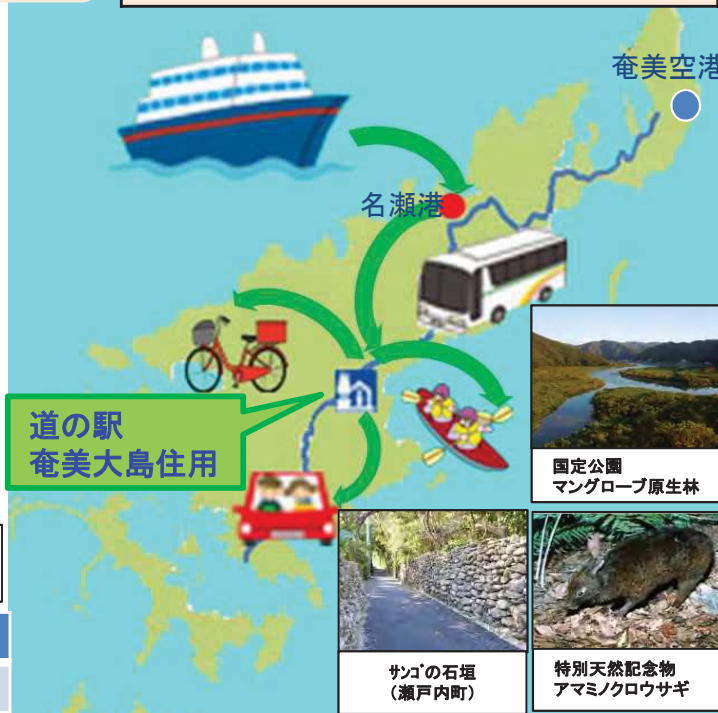 奄美空港
名瀬港
道の駅
奄美大島住用
国定公園
マングローブ原生林
サンゴの石垣
（瀬戸内町）
特別天然記念物
アマミノクロウサギ